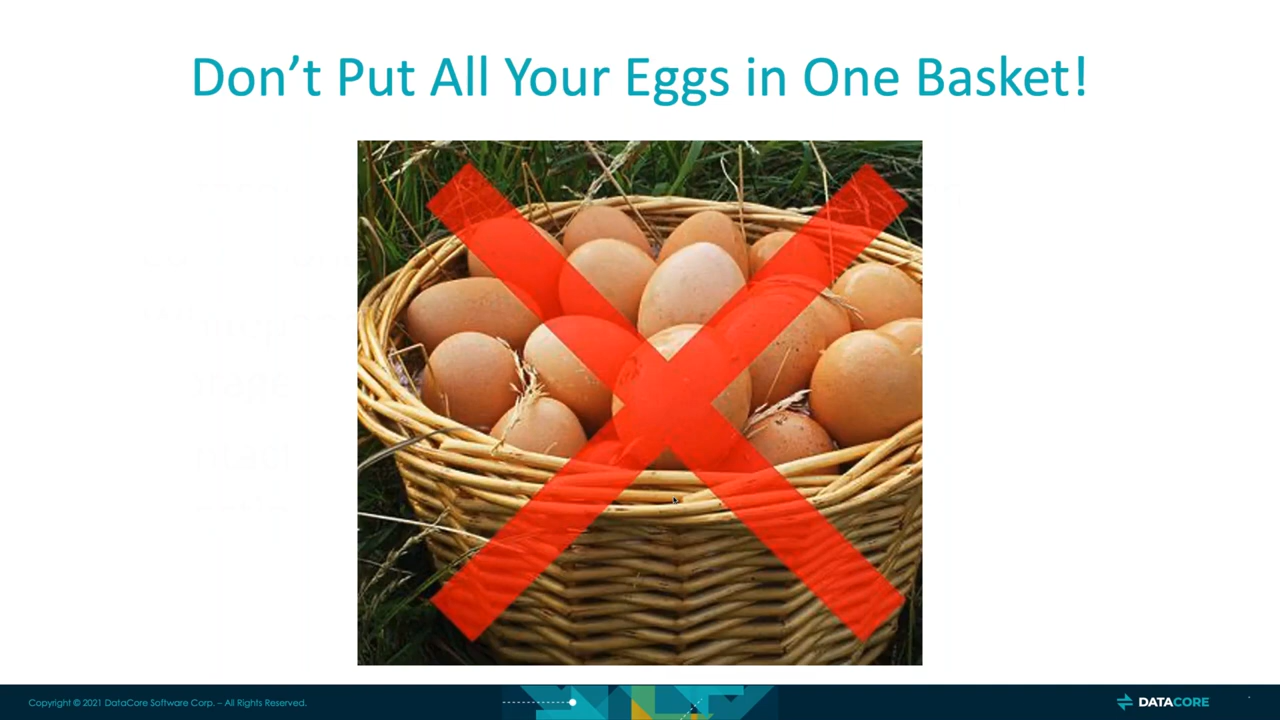 Don’t Put All Your Eggs in One Basket!
Copyright © 2021 DataCore Software Corp. – All Rights Reserved.
DATACORE